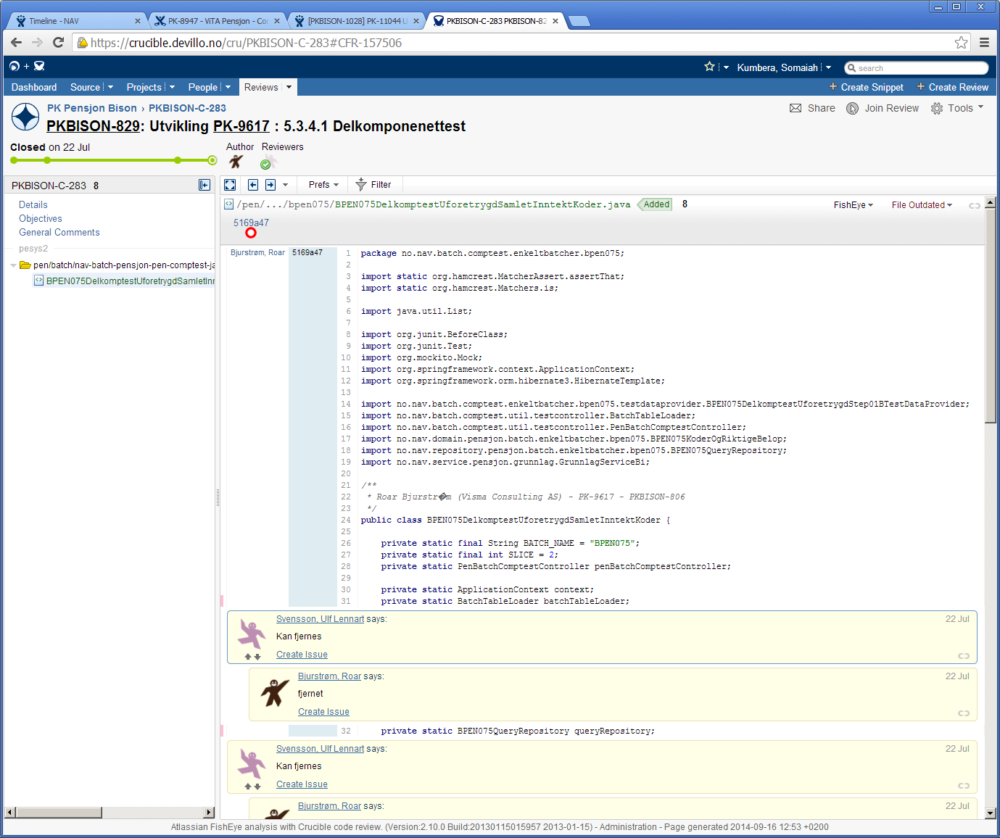 Timeline - NAV
PK-8947 - ViTA Pensjon - Cor
[PKBISON-1028] PK-11044 U
PKBISON-C-283 PKBISON-82
https://crucible.devillo.no/cru/PKBISON-C-283#CFR-157506
+
Kumbera, Somaiah
search
Dashboard Source Projects People Reviews + Create Snippet + Create Review
PK Pensjon Bison › PKBISON-C-283
Share Join Review Tools
PKBISON-829: Utvikling PK-9617 : 5.3.4.1 Delkomponenettest
Closed on 22 Jul
Author Reviewers
PKBISON-C-283 8
Details
Objectives
General Comments
pesys2
pen/batch/nav-batch-pensjon-pen-comptest-ja
BPEN075DelkomptestUforetrygdSamletInn
Prefs Filter
/pen/.../bpen075/BPEN075DelkomptestUforetrygdSamletInntektKoder.java Added 8 FishEye File Outdated
5169a47
Bjurstrøm, Roar 5169a47
1 package no.nav.batch.comptest.enkeltbatcher.bpen075;
2
3 import static org.hamcrest.MatcherAssert.assertThat;
4 import static org.hamcrest.Matchers.is;
5
6 import java.util.List;
7
8 import org.junit.BeforeClass;
9 import org.junit.Test;
10 import org.mockito.Mock;
11 import org.springframework.context.ApplicationContext;
12 import org.springframework.orm.hibernate3.HibernateTemplate;
13
14 import no.nav.batch.comptest.enkeltbatcher.bpen075.testdataprovider.BPEN075DelkomptestUforetrygdStep01BTestDataProvider;
15 import no.nav.batch.comptest.util.testcontroller.BatchTableLoader;
16 import no.nav.batch.comptest.util.testcontroller.PenBatchComptestController;
17 import no.nav.domain.pensjon.batch.enkeltbatcher.bpen075.BPEN075KoderOgRiktigeBelop;
18 import no.nav.repository.pensjon.batch.enkeltbatcher.bpen075.BPEN075QueryRepository;
19 import no.nav.service.pensjon.grunnlag.GrunnlagServiceBi;
20
21 /**
22 * Roar Bjurstr�m (Visma Consulting AS) - PK-9617 - PKBISON-806
23 */
24 public class BPEN075DelkomptestUforetrygdSamletInntektKoder {
25
26 private static final String BATCH_NAME = "BPEN075";
27 private static final int SLICE = 2;
28 private static PenBatchComptestController penBatchComptestController;
29
30 private static ApplicationContext context;
31 private static BatchTableLoader batchTableLoader;
Svensson, Ulf Lennart says: 22 Jul
Kan fjernes
Create Issue
Bjurstrøm, Roar says: 22 Jul
fjernet
Create Issue
32 private static BPEN075QueryRepository queryRepository;
Svensson, Ulf Lennart says: 22 Jul
Kan fjernes
Create Issue
Bjurstrøm, Roar says: 22 Jul
Atlassian FishEye analysis with Crucible code review. (Version:2.10.0 Build:20130115015957 2013-01-15) - Administration - Page generated 2014-09-16 12:53 +0200